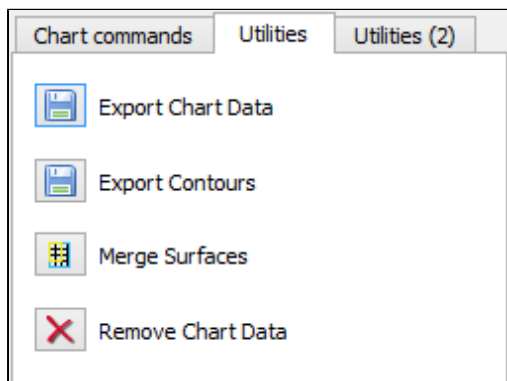 Chart commands Utilities Utilities (2)
Export Chart Data
Export Contours
Merge Surfaces
Remove Chart Data